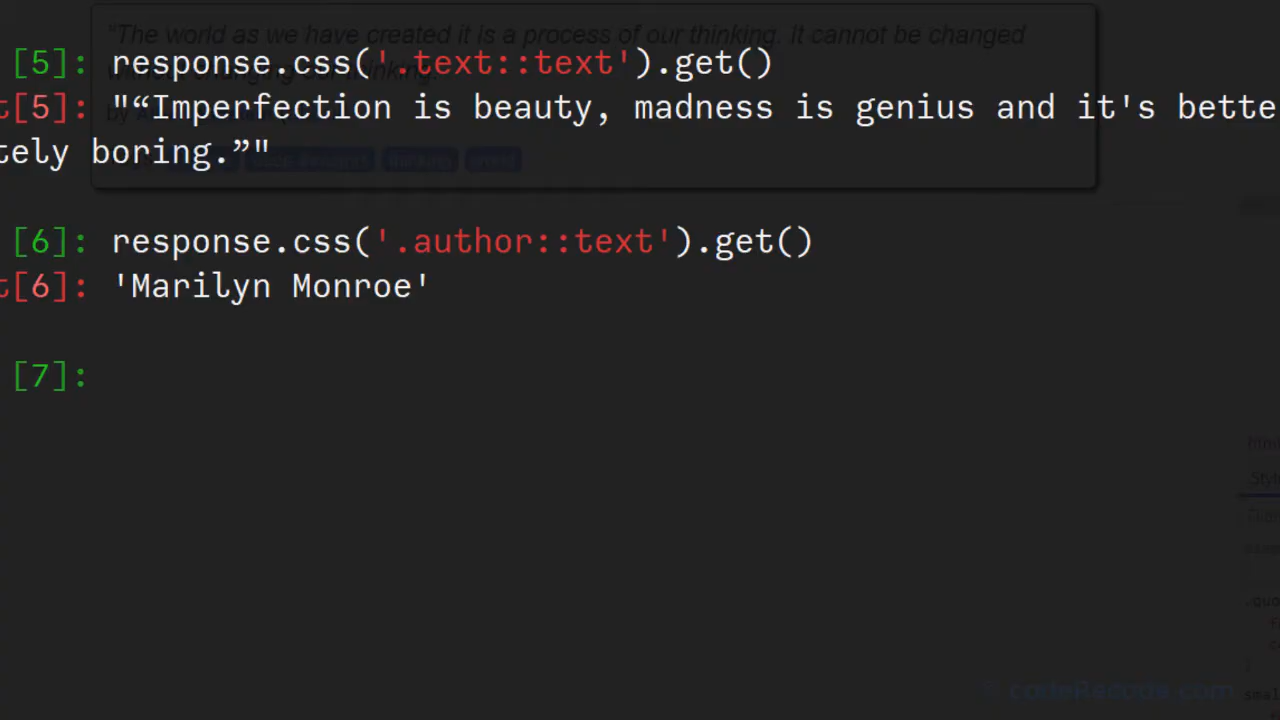 "The world as we have created it is a process of our thinking. It cannot be changed
[5]: response.css('.text::text').get()
t[5]: "“Imperfection is beauty, madness is genius and it's bette
tely boring.”"
[6]: response.css('.author::text').get()
t[6]: 'Marilyn Monroe'
[7]: